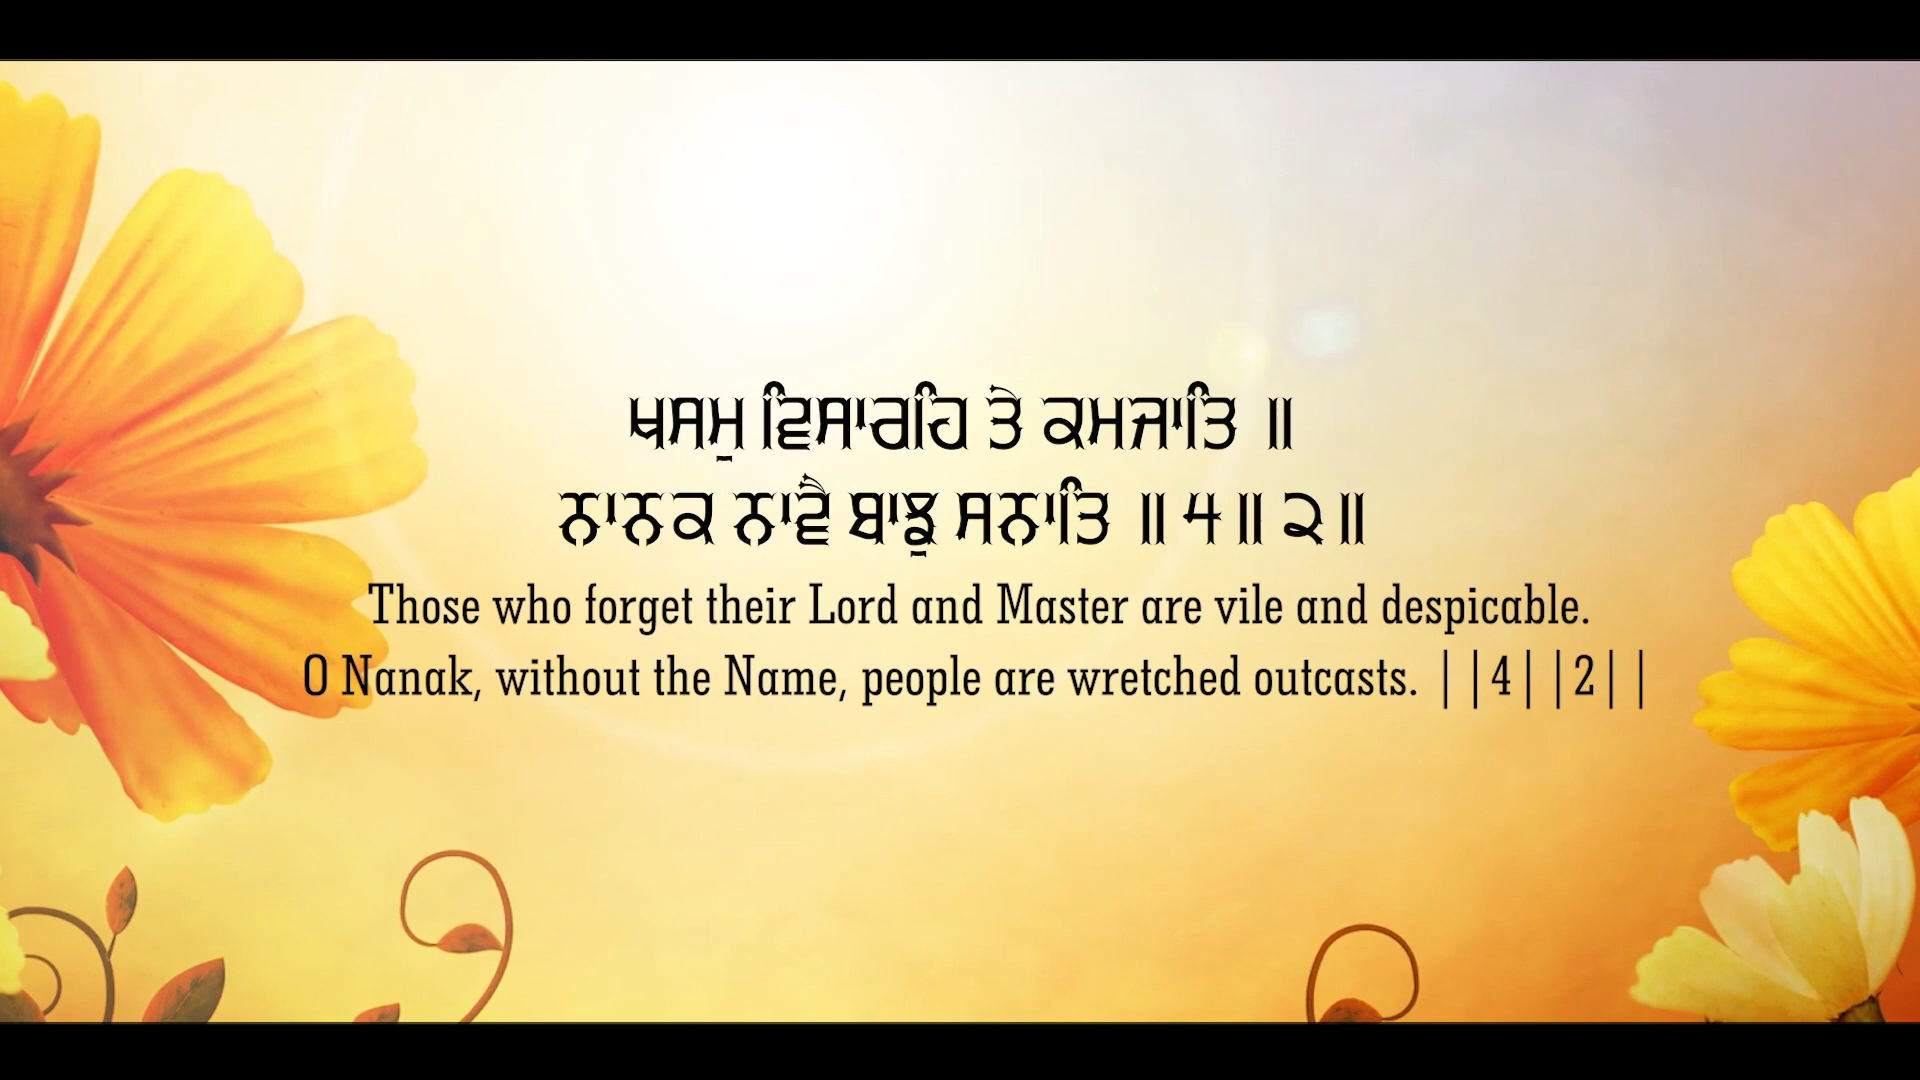 ਖਸਮੁ ਵਿਸਾਰਹਿ ਤੇ ਕਮਜਾਤਿ ॥
ਨਾਨਕ ਨਾਵੈ ਬਾਝੁ ਸਨਾਤਿ ॥੪॥੨॥
Those who forget their Lord and Master are vile and despicable.
O Nanak, without the Name, people are wretched outcasts. ||4||2||